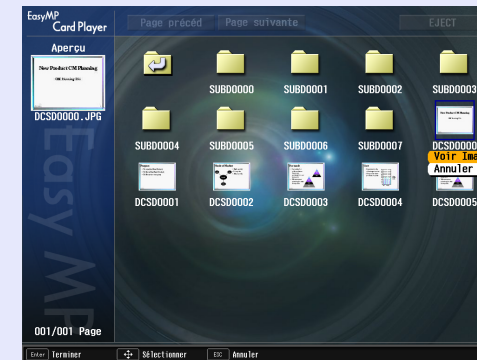 EasyMP
Card Player
Page précéd Page suivante EJECT
Aperçu
New Product CM Planning
DCSD0000.JPG
SUBD0000 SUBD0001 SUBD0002 SUBD0003
SUBD0004 SUBD0005 SUBD0006 SUBD0007 DCSD0000
Voir Ima
Annuler
DCSD0001 DCSD0002 DCSD0003 DCSD0004 DCSD0005
Easy MP
001/001 Page
Enter Terminer Sélectionner ESC Annuler